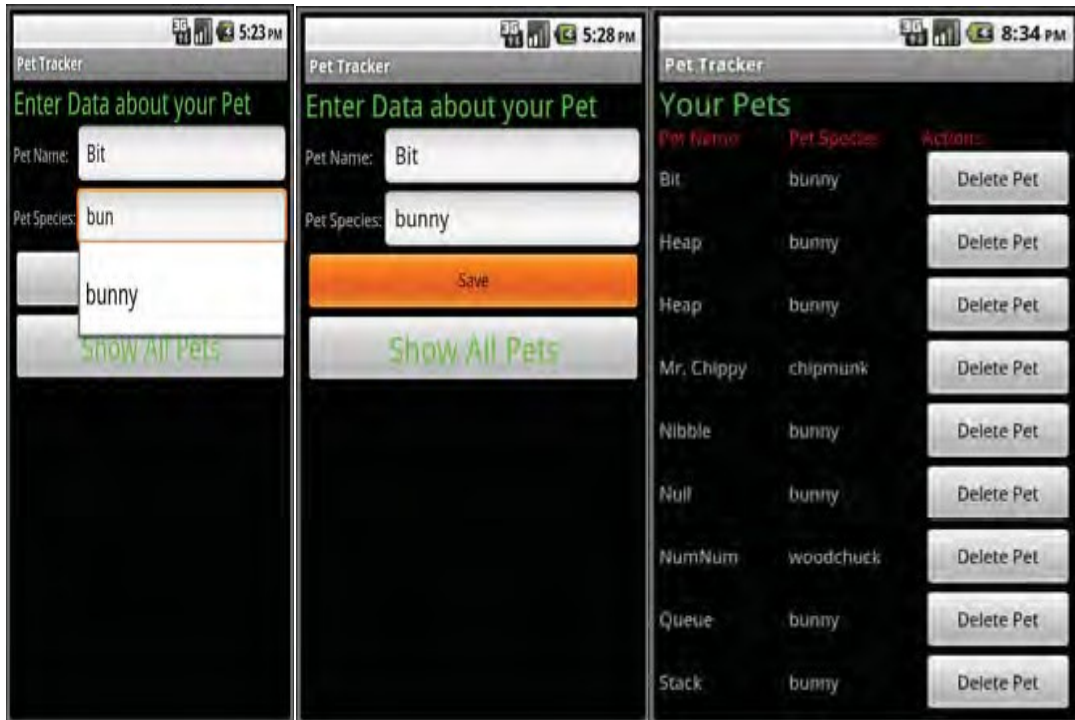 5:23 PM
Pet Tracker
Enter Data about your Pet
Pet Name: Bit
Pet Species: bun
bunny
Show All Pets
5:28 PM
Pet Tracker
Enter Data about your Pet
Pet Name: Bit
Pet Species: bunny
Save
Show All Pets
3G
8:34 PM
Pet Tracker
Your Pets
Pet Name Pet Species Actions
Bit bunny Delete Pet
Heap bunny Delete Pet
Heap bunny Delete Pet
Mr. Chippy chipmunk Delete Pet
Nibble bunny Delete Pet
Null bunny Delete Pet
NumNum woodchuck Delete Pet
Queue bunny Delete Pet
Stack bunny Delete Pet